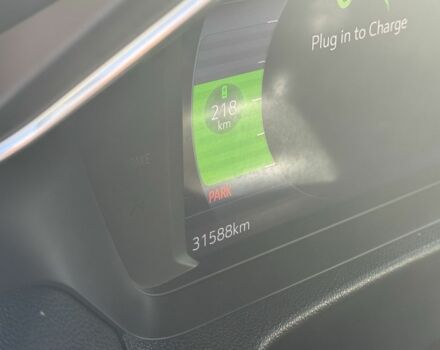 Plug in to Charge
218
km
PARK
31588km